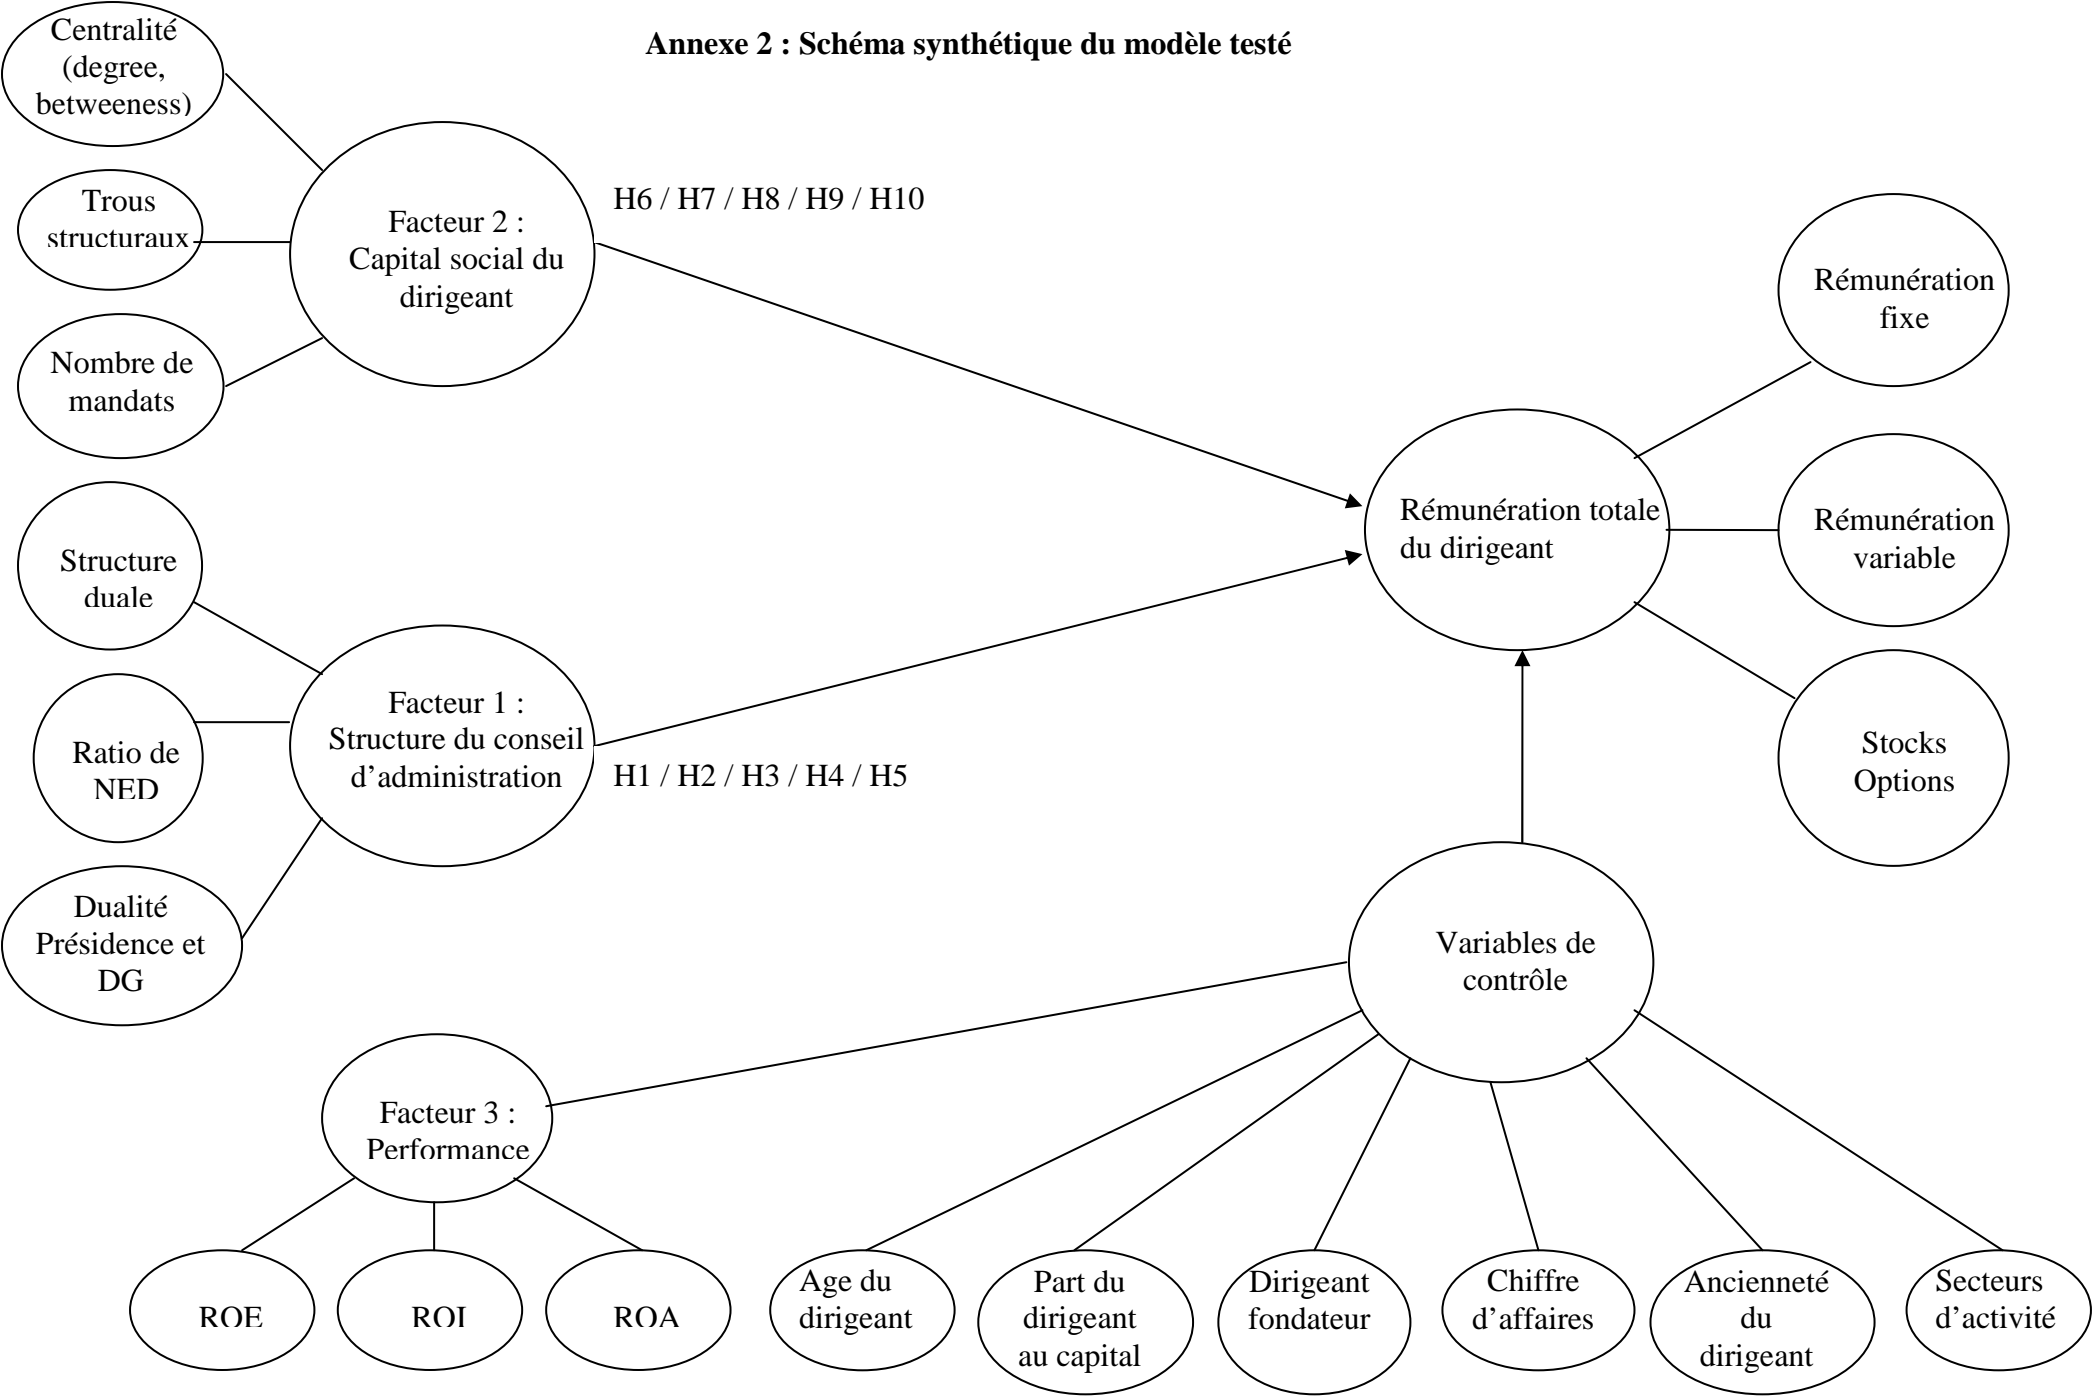 Annexe 2 : Schéma synthétique du modèle testé
Centralité
(degree,
betweeness)
Trous
structuraux
Nombre de
mandats
Facteur 2 :
Capital social du
dirigeant
H6 / H7 / H8 / H9 / H10
Structure
duale
Ratio de
NED
Dualité
Présidence et
DG
Facteur 1 :
Structure du conseil
d’administration
H1 / H2 / H3 / H4 / H5
Rémunération totale
du dirigeant
Rémunération
fixe
Rémunération
variable
Stocks
Options
Variables de
contrôle
Facteur 3 :
Performance
ROE
ROI
ROA
Age du
dirigeant
Part du
dirigeant
au capital
Dirigeant
fondateur
Chiffre
d’affaires
Ancienneté
du
dirigeant
Secteurs
d’activité